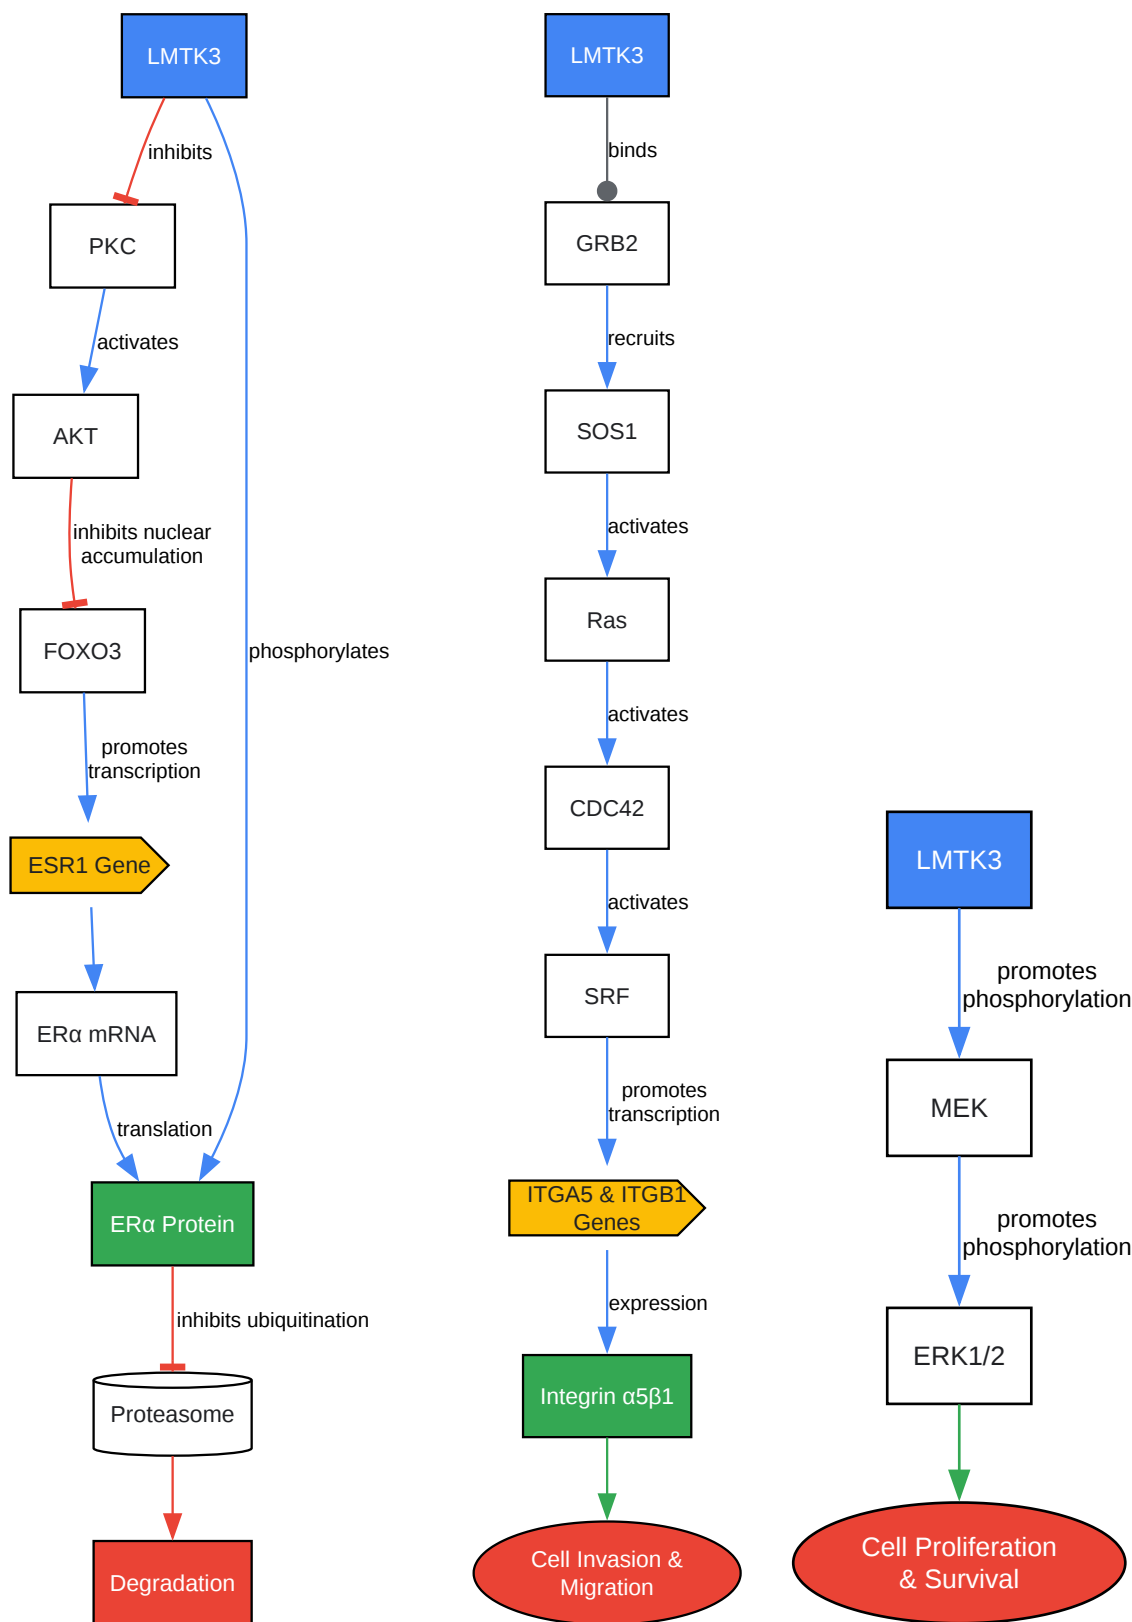 LMTK3
inhibits
PKC
activates
AKT
inhibits nuclear
accumulation
FOXO3
phosphorylates
promotes
transcription
ESR1 Gene
ERα mRNA
translation
ERα Protein
inhibits ubiquitination
Proteasome
Degradation
LMTK3
binds
GRB2
recruits
SOS1
activates
Ras
activates
CDC42
activates
SRF
promotes
transcription
ITGA5 & ITGB1
Genes
expression
Integrin α5β1
Cell Invasion &
Migration
LMTK3
promotes
phosphorylation
MEK
promotes
phosphorylation
ERK1/2
Cell Proliferation
& Survival